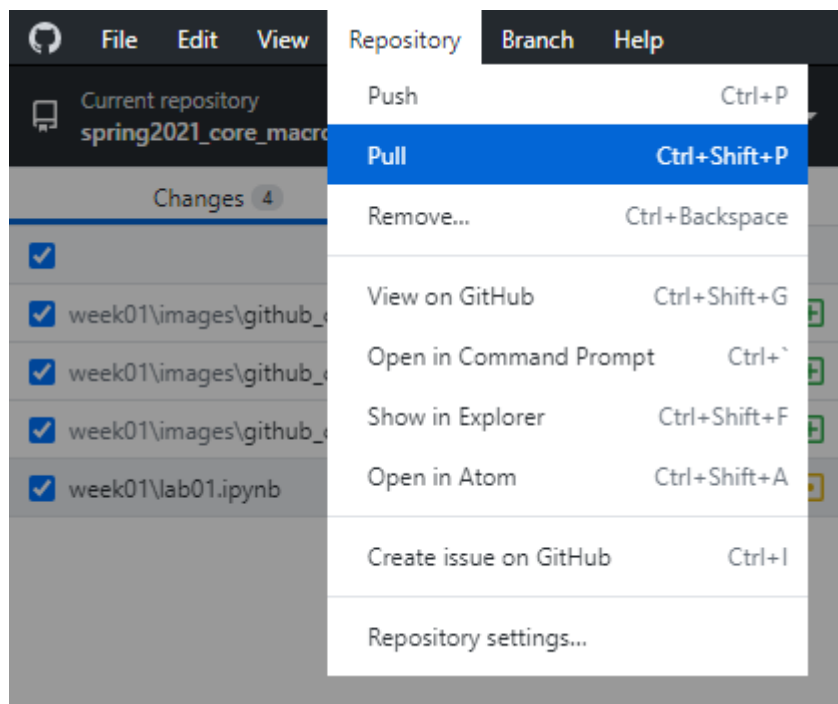 File Edit View Repository Branch Help
Current repository
spring2021_core_macro
Changes 4
week01\images\github_
week01\images\github_
week01\images\github_
week01\lab01.ipynb
Push Ctrl+P
Pull Ctrl+Shift+P
Remove... Ctrl+Backspace
View on GitHub Ctrl+Shift+G
Open in Command Prompt Ctrl+`
Show in Explorer Ctrl+Shift+F
Open in Atom Ctrl+Shift+A
Create issue on GitHub Ctrl+I
Repository settings...